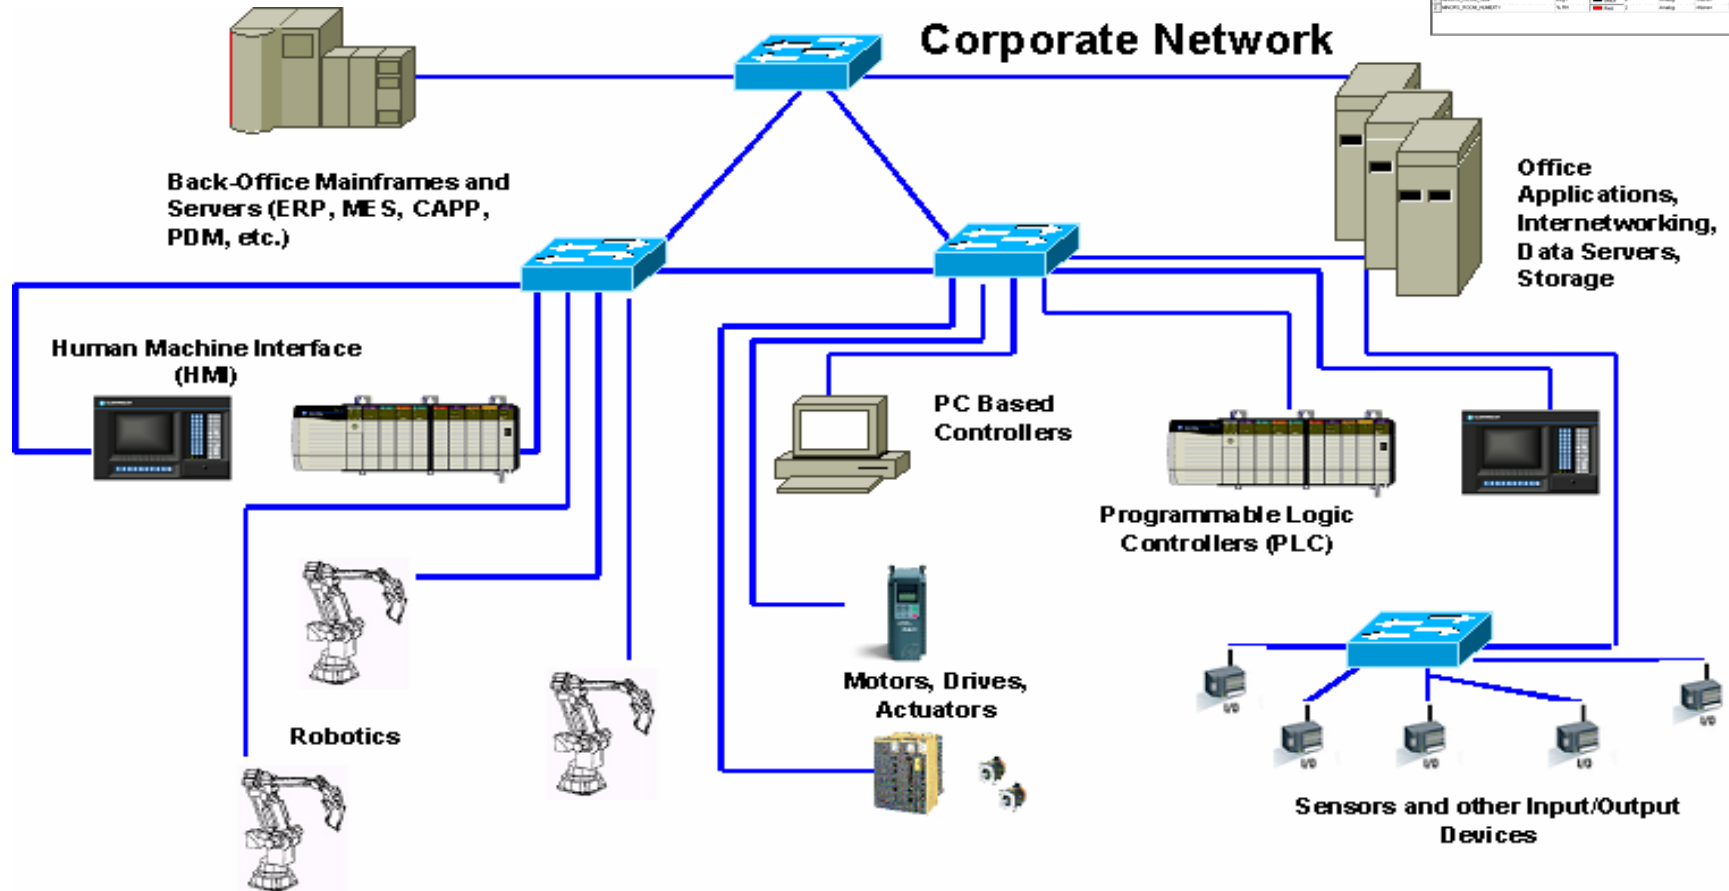 Corporate Network
Back-Office Mainframes and
Servers (ERP, MES, CAPP,
PDM, etc.)
Office
Applications,
Internetworking,
Data Servers,
Storage
Human Machine Interface
(HMI)
PC Based
Controllers
Programmable Logic
Controllers (PLC)
Motors, Drives,
Actuators
Robotics
I/O
I/O
I/O
I/O
I/O
Sensors and other Input/Output
Devices